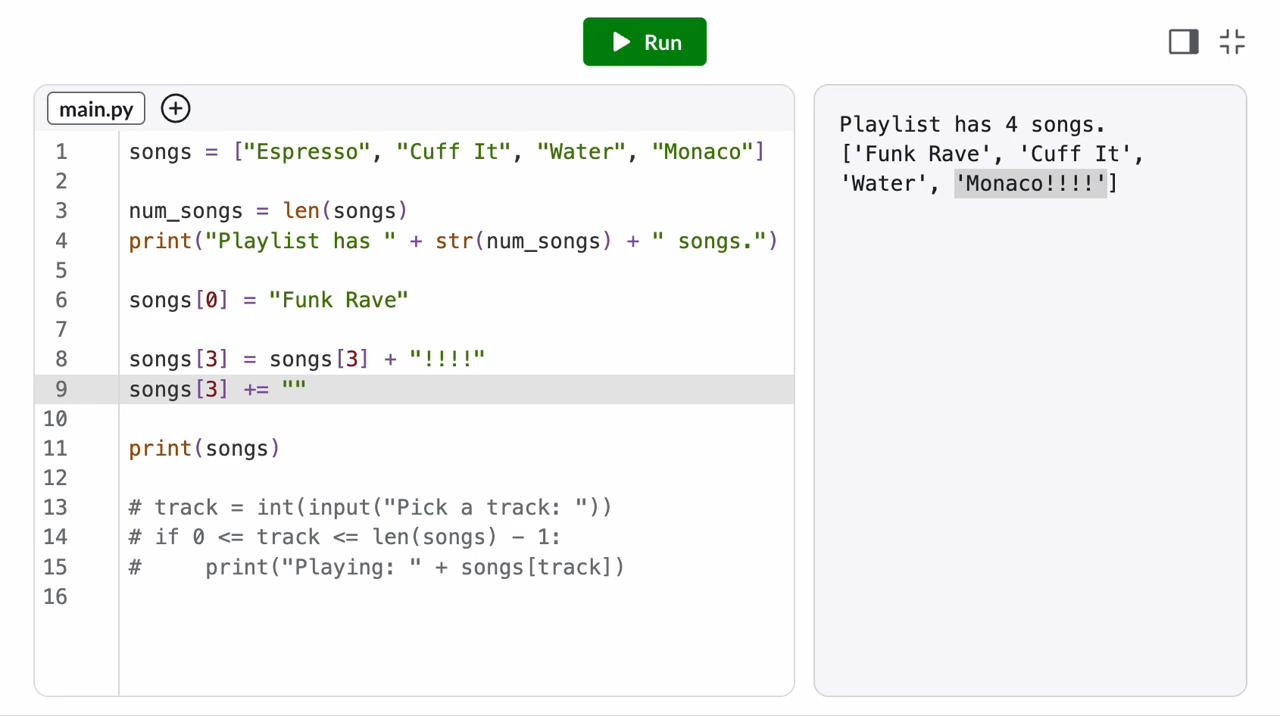 Run
main.py
1 songs = ["Espresso", "Cuff It", "Water", "Monaco"]
2
3 num_songs = len(songs)
4 print("Playlist has " + str(num_songs) + " songs.")
5
6 songs[0] = "Funk Rave"
7
8 songs[3] = songs[3] + "!!!!"
9 songs[3] += ""
10
11 print(songs)
12
13 # track = int(input("Pick a track: "))
14 # if 0 <= track <= len(songs) - 1:
15 #     print("Playing: " + songs[track])
16
Playlist has 4 songs.
['Funk Rave', 'Cuff It',
'Water', 'Monaco!!!!']